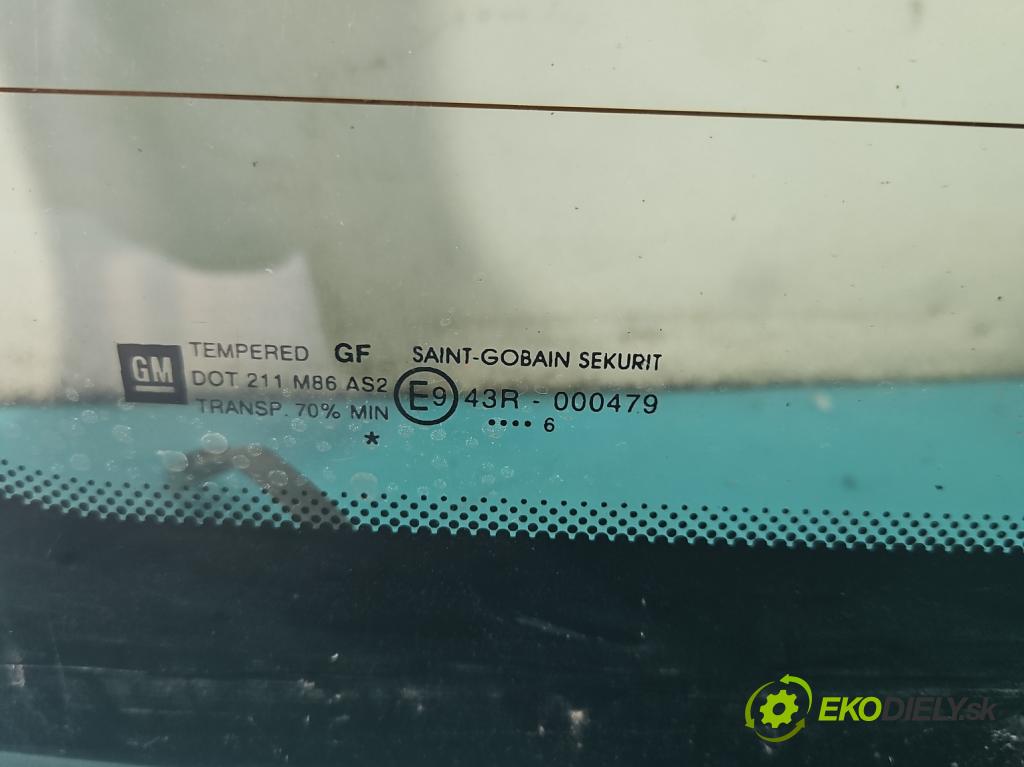 GM
TEMPERED GF SAINT-GOBAIN SEKURIT
DOT 211 M86 AS2 E9 43R - 000479
TRANSP. 70% MIN •••• 6
*
EKODIELY.sk